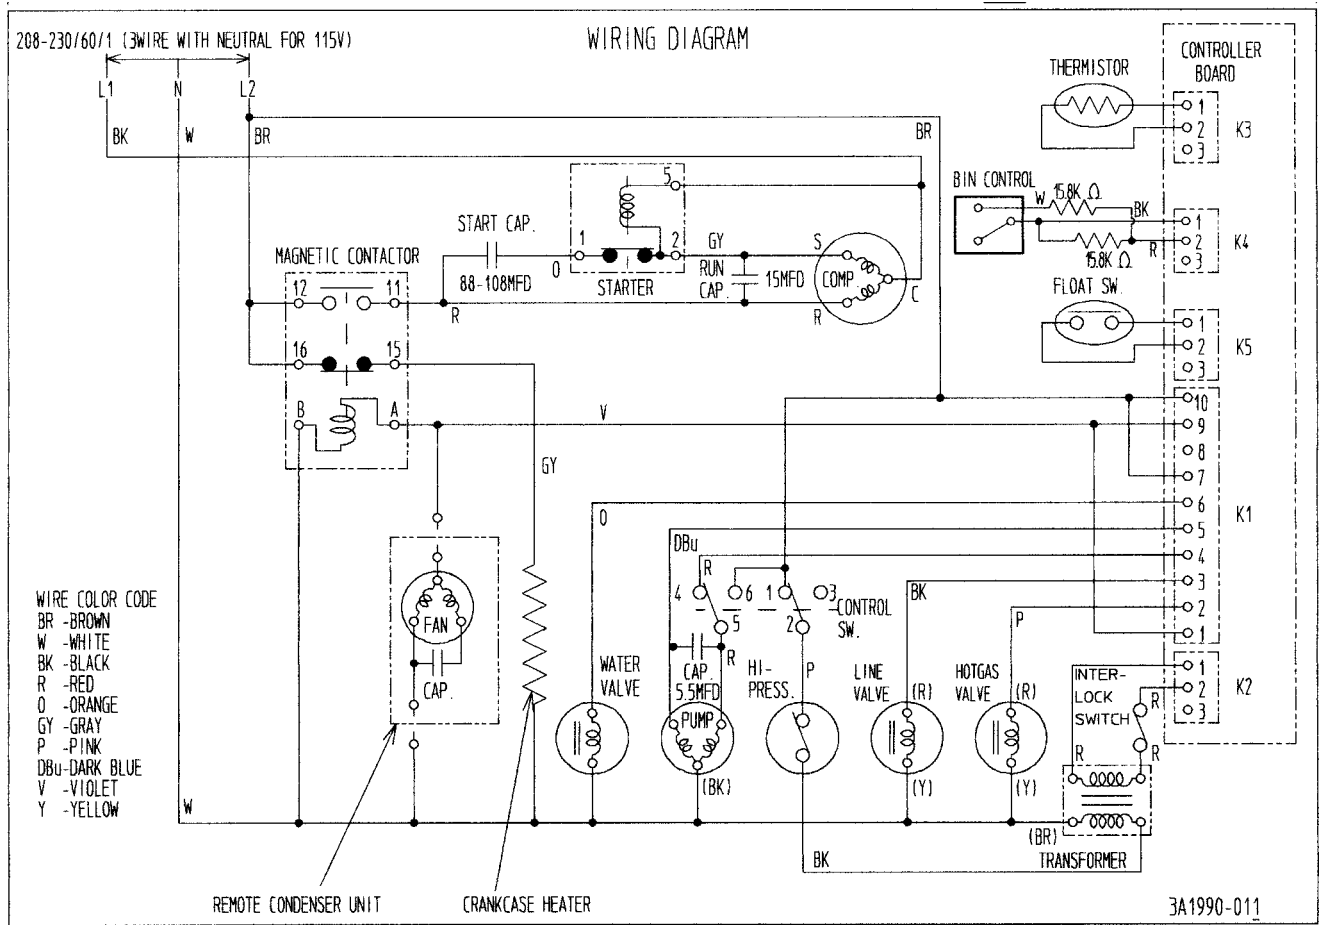 WIRING DIAGRAM
208-230/60/1 (3WIRE WITH NEUTRAL FOR 115V)
L1 N L2
BK W BR BR
CONTROLLER
BOARD
THERMISTOR
1
2
3
K3
BIN CONTROL
15.8K Ω
W
BK
R
15.8K Ω
1
2
3
K4
FLOAT SW.
1
2
3
K5
START CAP.
88-108MFD
1
O
5
2
STARTER
GY
RUN
CAP.
15MFD
S
COMP.
R
C
MAGNETIC CONTACTOR
12 11
R
16 15
B A
V
GY
10
9
8
7
6
5
4
3
2
1
K1
O
DBu
R
4 6 1 3
5 2
CONTROL
SW.
BK
P
FAN
CAP.
WATER
VALVE
CAP.
5.5MFD
R
PUMP
(BK)
HI-
PRESS.
P
LINE
VALVE
(R)
(Y)
HOTGAS
VALVE
(R)
(Y)
INTER-
LOCK
SWITCH
1
2
3
K2
R
R R
(BR)
TRANSFORMER
BK
W
WIRE COLOR CODE
BR -BROWN
W -WHITE
BK -BLACK
R -RED
O -ORANGE
GY -GRAY
P -PINK
DBu-DARK BLUE
V -VIOLET
Y -YELLOW
REMOTE CONDENSER UNIT
CRANKCASE HEATER
3A1990-011